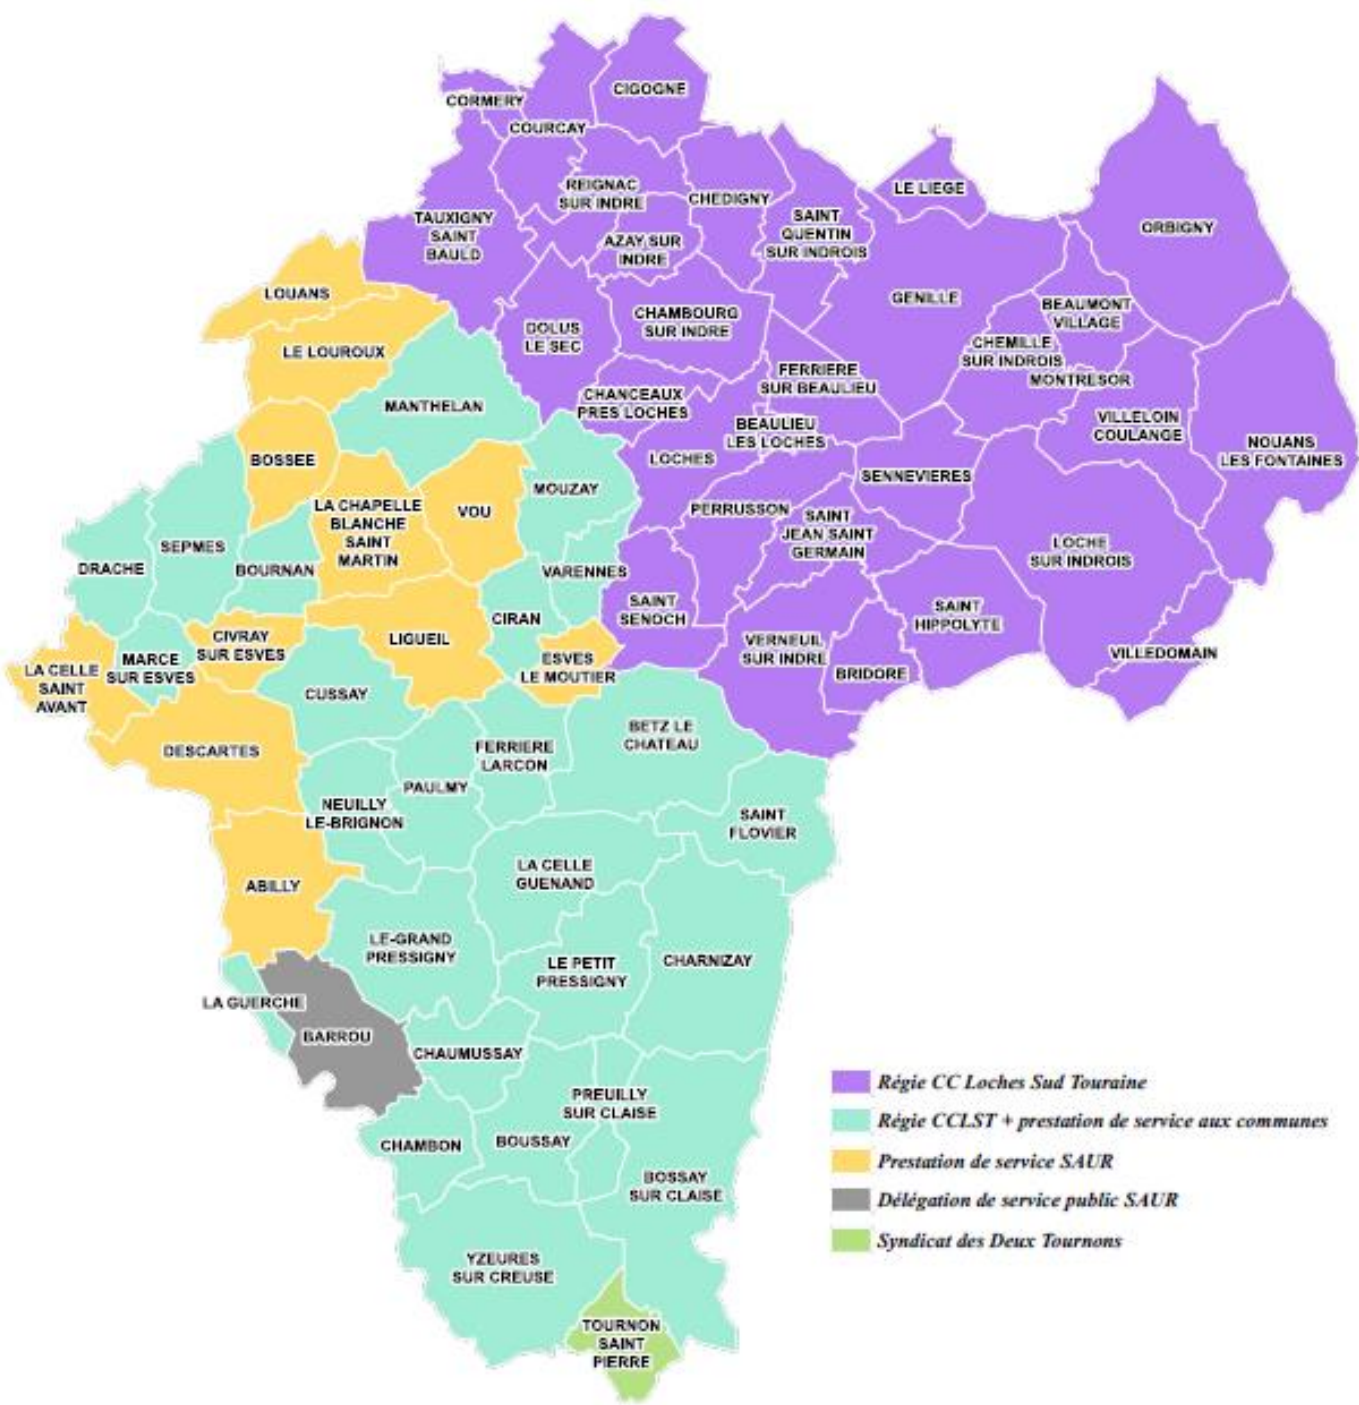 CIGOGNE
CORMERY
COURCAY
REIGNAC
SUR INDRE
CHEDIGNY
LE LIEGE
TAUXIGNY
SAINT
BAULD
AZAY SUR
INDRE
SAINT
QUENTIN
SUR INDROIS
ORBIGNY
LOUANS
GENILLE
BEAUMONT
VILLAGE
CHAMBOURG
SUR INDRE
DOLUS
LE SEC
LE LOUROUX
CHEMILLE
SUR INDROIS
MONTRESOR
FERRIERE
SUR BEAULIEU
MANTHELAN
CHANCEAUX
PRES LOCHES
BEAULIEU
LES LOCHES
VILLELOIN
COULANGE
NOUANS
LES FONTAINES
BOSSEE
LOCHES
SENNEVIERES
MOUZAY
LA CHAPELLE
BLANCHE
SAINT
MARTIN
VOU
PERRUSSON
SAINT
JEAN SAINT
GERMAIN
SEPMES
DRACHE
BOURNAN
VARENNES
LOCHE
SUR INDROIS
SAINT
SENOCH
SAINT
HIPPOLYTE
CIRAN
CIVRAY
SUR ESVES
LIGUEIL
VERNEUIL
SUR INDRE
VILLEDOMAIN
LA CELLE
SAINT
AVANT
MARCE
SUR ESVES
ESVES
LE MOUTIER
BRIDORE
CUSSAY
BETZ LE
CHATEAU
DESCARTES
FERRIERE
LARCON
PAULMY
NEUILLY
LE-BRIGNON
SAINT
FLOVIER
LA CELLE
GUENAND
ABILLY
LE-GRAND
PRESSIGNY
LE PETIT
PRESSIGNY
CHARNIZAY
LA GUERCHE
BARROU
CHAUMUSSAY
PREUILLY
SUR CLAISE
CHAMBON
BOUSSAY
BOSSAY
SUR CLAISE
YZEURES
SUR CREUSE
TOURNON
SAINT
PIERRE
Régie CC Loches Sud Touraine
Régie CCLST + prestation de service aux communes
Prestation de service SAUR
Délégation de service public SAUR
Syndicat des Deux Tournons